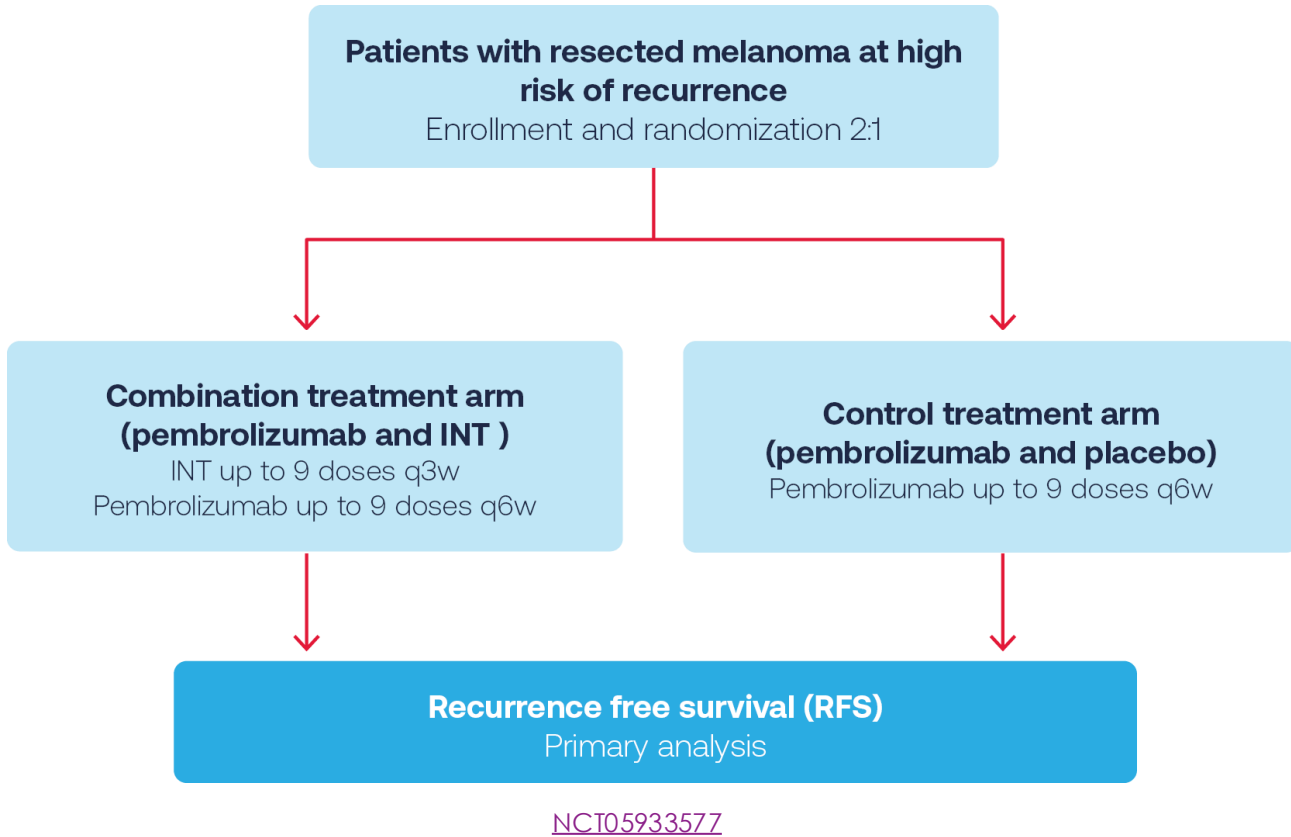 Patients with resected melanoma at high
risk of recurrence
Enrollment and randomization 2:1
Combination treatment arm
(pembrolizumab and INT )
INT up to 9 doses q3w
Pembrolizumab up to 9 doses q6w
Control treatment arm
(pembrolizumab and placebo)
Pembrolizumab up to 9 doses q6w
Recurrence free survival (RFS)
Primary analysis
NCT05933577